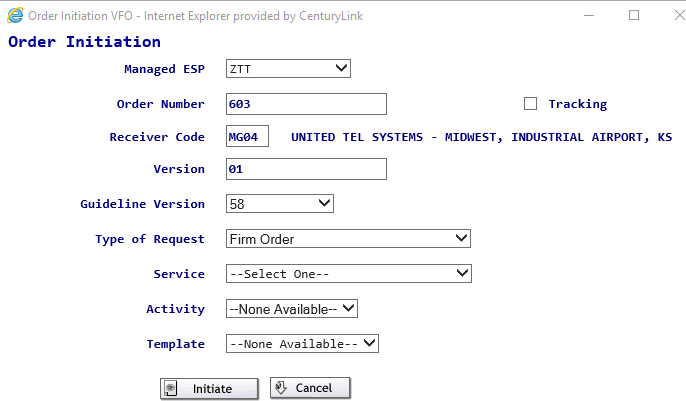 Order Initiation VFO - Internet Explorer provided by CenturyLink
Order Initiation
Managed ESP ZTT
Order Number 603 Tracking
Receiver Code MG04 UNITED TEL SYSTEMS - MIDWEST, INDUSTRIAL AIRPORT, KS
Version 01
Guideline Version 58
Type of Request Firm Order
Service --Select One--
Activity --None Available--
Template --None Available--
Initiate Cancel